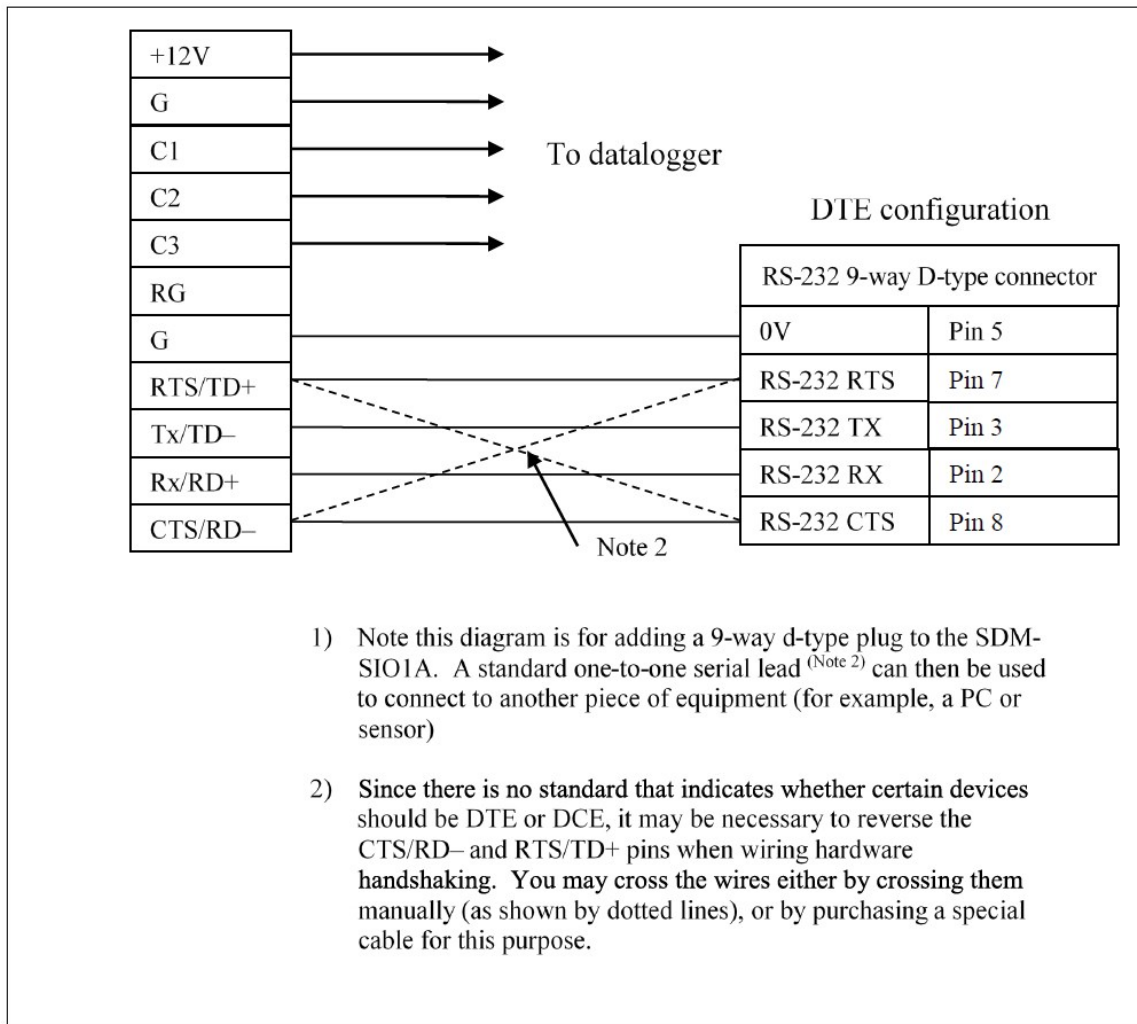 +12V
G
C1
C2
C3
RG
G
RTS/TD+
Tx/TD–
Rx/RD+
CTS/RD–
To datalogger
DTE configuration
RS-232 9-way D-type connector
0V Pin 5
RS-232 RTS Pin 7
RS-232 TX Pin 3
RS-232 RX Pin 2
RS-232 CTS Pin 8
Note 2
1) Note this diagram is for adding a 9-way d-type plug to the SDM-
SIO1A. A standard one-to-one serial lead (Note 2) can then be used
to connect to another piece of equipment (for example, a PC or
sensor)
2) Since there is no standard that indicates whether certain devices
should be DTE or DCE, it may be necessary to reverse the
CTS/RD– and RTS/TD+ pins when wiring hardware
handshaking. You may cross the wires either by crossing them
manually (as shown by dotted lines), or by purchasing a special
cable for this purpose.